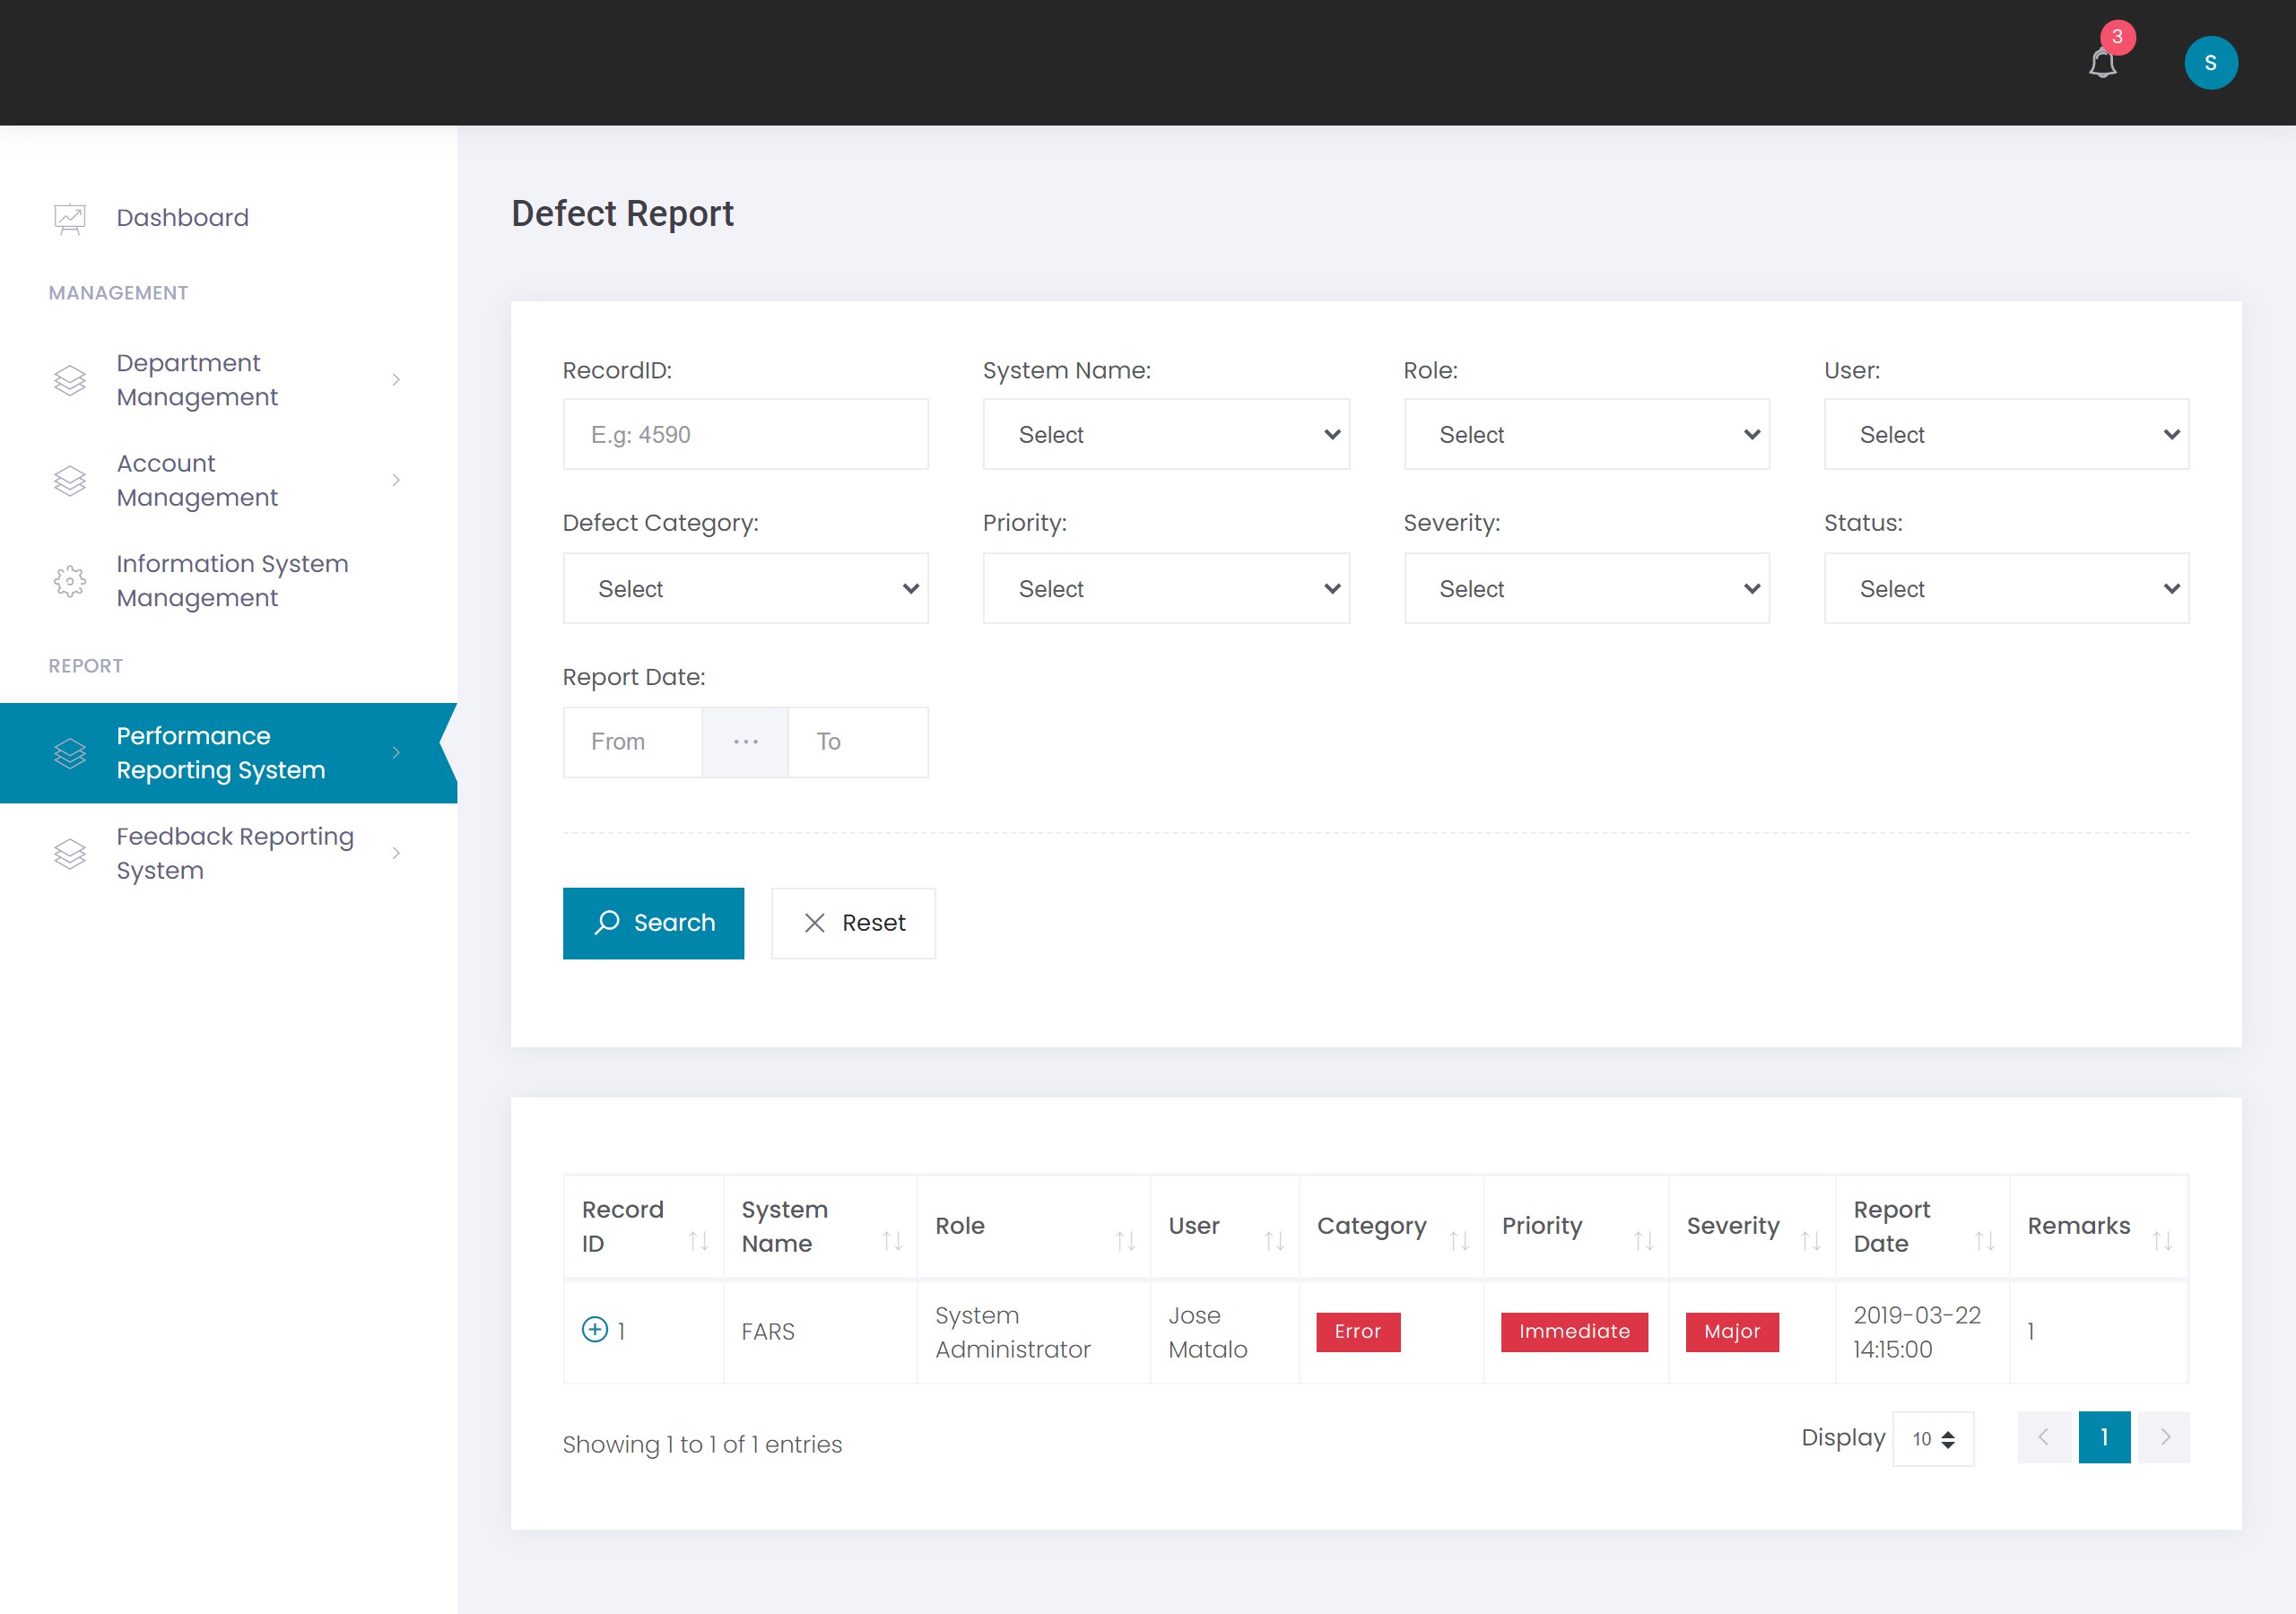 3
S
Dashboard
MANAGEMENT
Department
Management
Account
Management
Information System
Management
REPORT
Performance
Reporting System
Feedback Reporting
System
Defect Report
RecordID:
System Name:
Role:
User:
E.g: 4590
Select
Select
Select
Defect Category:
Priority:
Severity:
Status:
Select
Select
Select
Select
Report Date:
From
...
To
Search
Reset
Record
ID
System
Name
Role
User
Category
Priority
Severity
Report
Date
Remarks
1
FARS
System
Administrator
Jose
Matalo
Error
Immediate
Major
2019-03-22
14:15:00
1
Showing 1 to 1 of 1 entries
Display
10
1